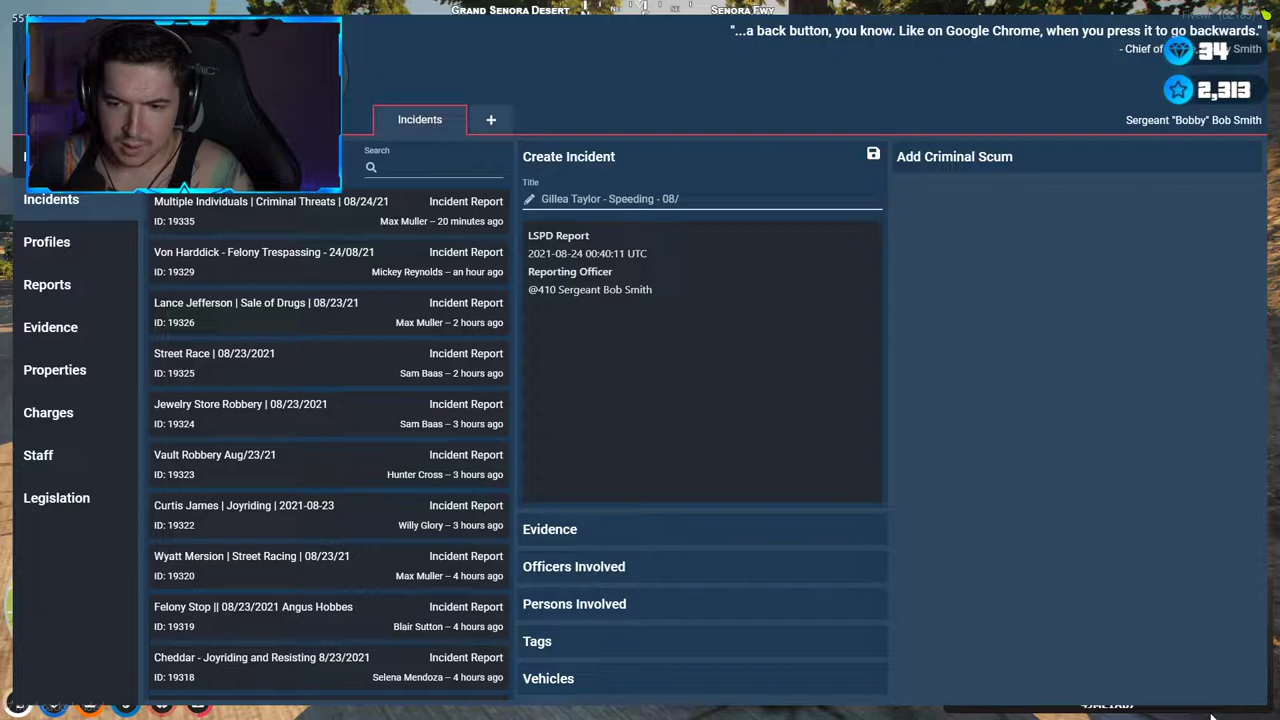 GRAND SENORA DESERT
SENORA FWY
"...a back button, you know. Like on Google Chrome, when you press it to go backwards."
- Chief of
Smith
34
2,313
Sergeant "Bobby" Bob Smith
Incidents
+
Incidents
Profiles
Reports
Evidence
Properties
Charges
Staff
Legislation
Search
Multiple Individuals | Criminal Threats | 08/24/21 Incident Report
ID: 19335 Max Muller – 20 minutes ago
Von Harddick - Felony Trespassing - 24/08/21 Incident Report
ID: 19329 Mickey Reynolds – an hour ago
Lance Jefferson | Sale of Drugs | 08/23/21 Incident Report
ID: 19326 Max Muller – 2 hours ago
Street Race | 08/23/2021 Incident Report
ID: 19325 Sam Baas – 2 hours ago
Jewelry Store Robbery | 08/23/2021 Incident Report
ID: 19324 Sam Baas – 3 hours ago
Vault Robbery Aug/23/21 Incident Report
ID: 19323 Hunter Cross – 3 hours ago
Curtis James | Joyriding | 2021-08-23 Incident Report
ID: 19322 Willy Glory – 3 hours ago
Wyatt Mersion | Street Racing | 08/23/21 Incident Report
ID: 19320 Max Muller – 4 hours ago
Felony Stop || 08/23/2021 Angus Hobbes Incident Report
ID: 19319 Blair Sutton – 4 hours ago
Cheddar - Joyriding and Resisting 8/23/2021 Incident Report
ID: 19318 Selena Mendoza – 4 hours ago
Create Incident
Title
Gillea Taylor - Speeding - 08/
LSPD Report
2021-08-24 00:40:11 UTC
Reporting Officer
@410 Sergeant Bob Smith
Evidence
Officers Involved
Persons Involved
Tags
Vehicles
Add Criminal Scum